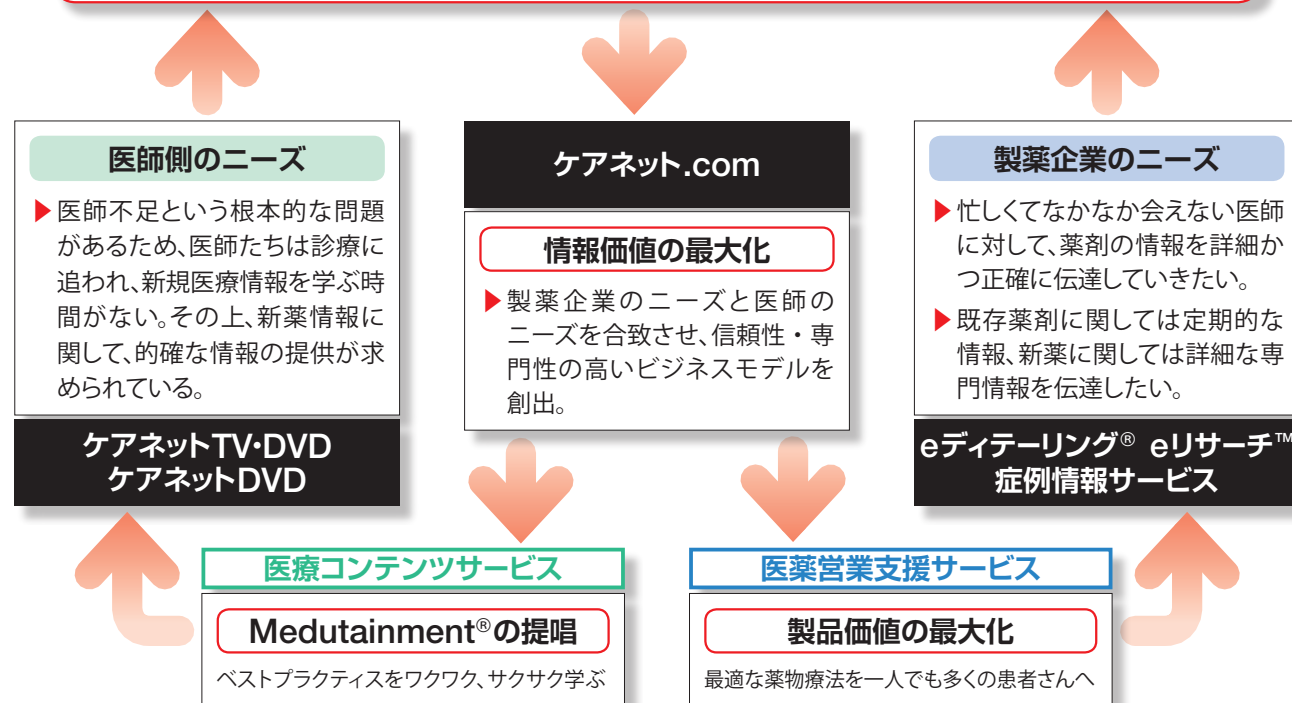 医師側のニーズ
▶医師不足という根本的な問題
があるため、医師たちは診療に
追われ、新規医療情報を学ぶ時
間がない。その上、新薬情報に
関して、的確な情報の提供が求
められている。
ケアネットTV・DVD
ケアネットDVD
ケアネット.com
情報価値の最大化
▶製薬企業のニーズと医師の
ニーズを合致させ、信頼性・専
門性の高いビジネスモデルを
創出。
製薬企業のニーズ
▶忙しくてなかなか会えない医師
に対して、薬剤の情報を詳細か
つ正確に伝達していきたい。
▶既存薬剤に関しては定期的な
情報、新薬に関しては詳細な専
門情報を伝達したい。
eディテーリング® eリサーチ™
症例情報サービス
医療コンテンツサービス
Medutainment®の提唱
ベストプラクティスをワクワク、サクサク学ぶ
医薬営業支援サービス
製品価値の最大化
最適な薬物療法を一人でも多くの患者さんへ